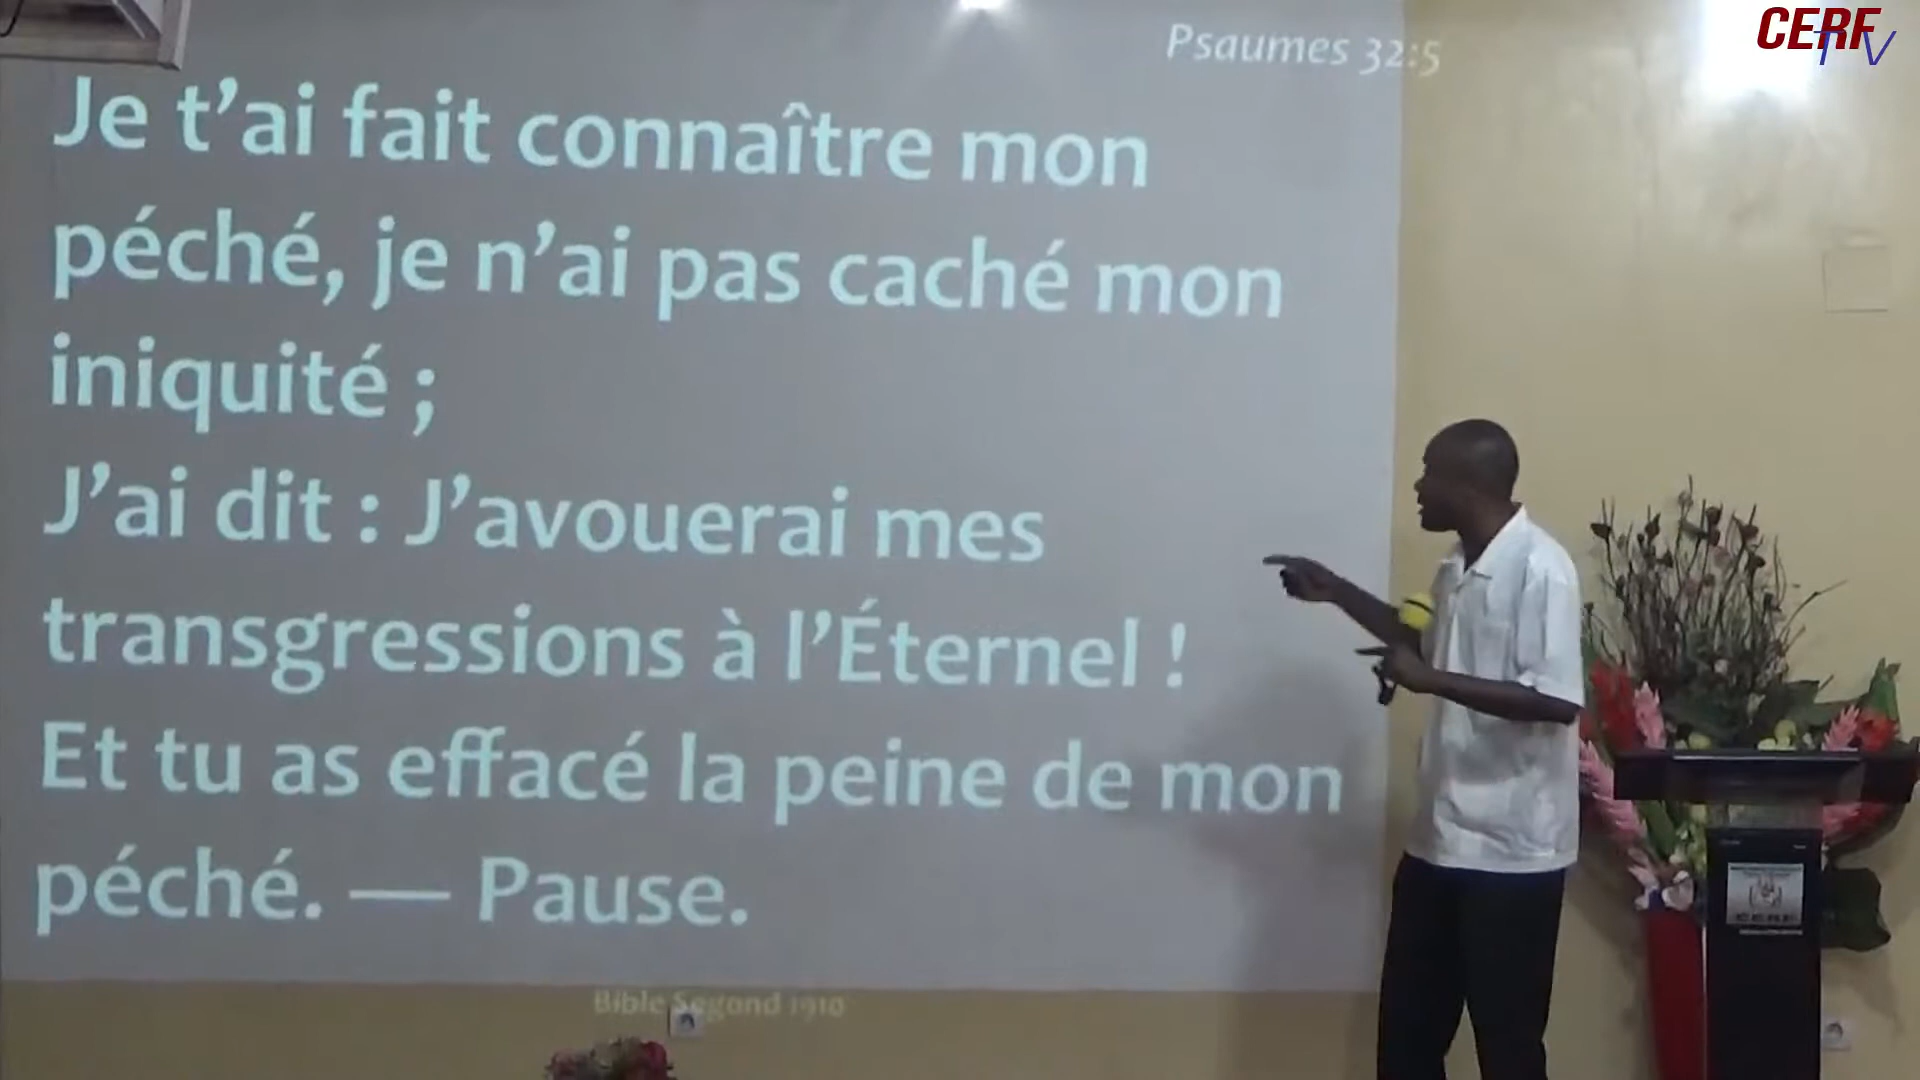 CERF
TV
Psaumes 32:5
Je t’ai fait connaître mon
péché, je n’ai pas caché mon
iniquité ;
J’ai dit : J’avouerai mes
transgressions à l’Éternel !
Et tu as effacé la peine de mon
péché. — Pause.
Bible Segond 1910